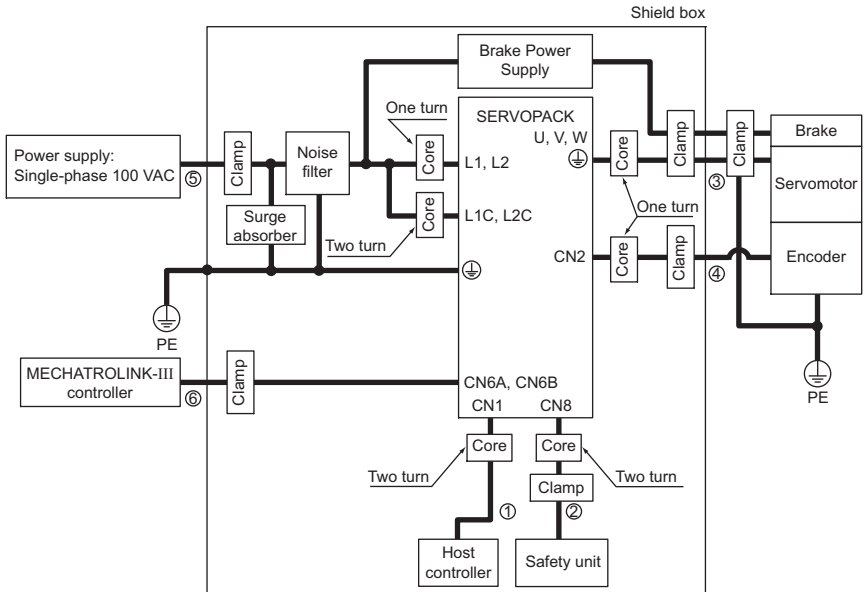 Shield box
Brake Power
Supply
One turn
SERVOPACK
U, V, W
Power supply:
Single-phase 100 VAC
⑤
Clamp
Noise
filter
Core
L1, L2
Core
Clamp
Clamp
Brake
③
Servomotor
Surge
absorber
Core
L1C, L2C
Two turn
One turn
CN2
Core
Clamp
④
Encoder
PE
MECHATROLINK-III
controller
⑥
Clamp
CN6A, CN6B
CN1
CN8
PE
Core
Core
Two turn
Two turn
Clamp
①
②
Host
controller
Safety unit